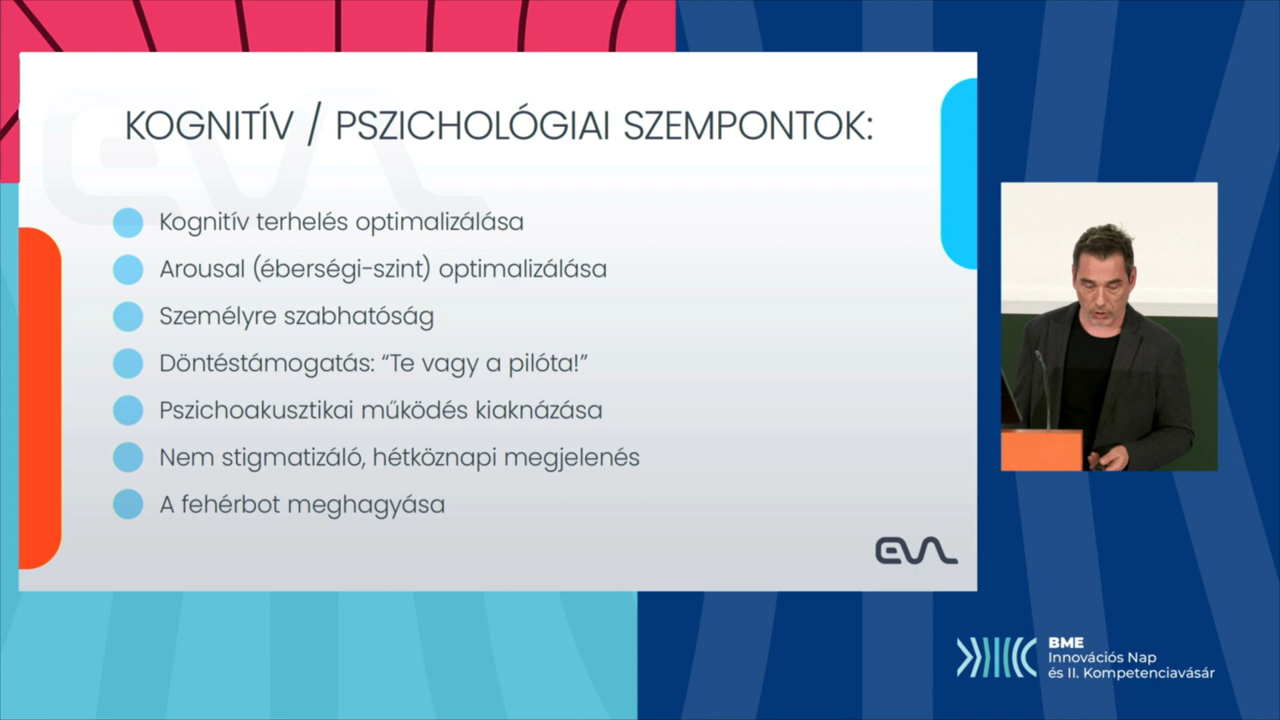 KOGNITÍV / PSZICHOLÓGIAI SZEMPONTOK:
Kognitív terhelés optimalizálása
Arousal (éberségi-szint) optimalizálása
Személyre szabhatóság
Döntéstámogatás: “Te vagy a pilóta!”
Pszichoakusztikai működés kiaknázása
Nem stigmatizáló, hétköznapi megjelenés
A fehérbot meghagyása
EVA
BME
Innovációs Nap
és II. Kompetenciavásár